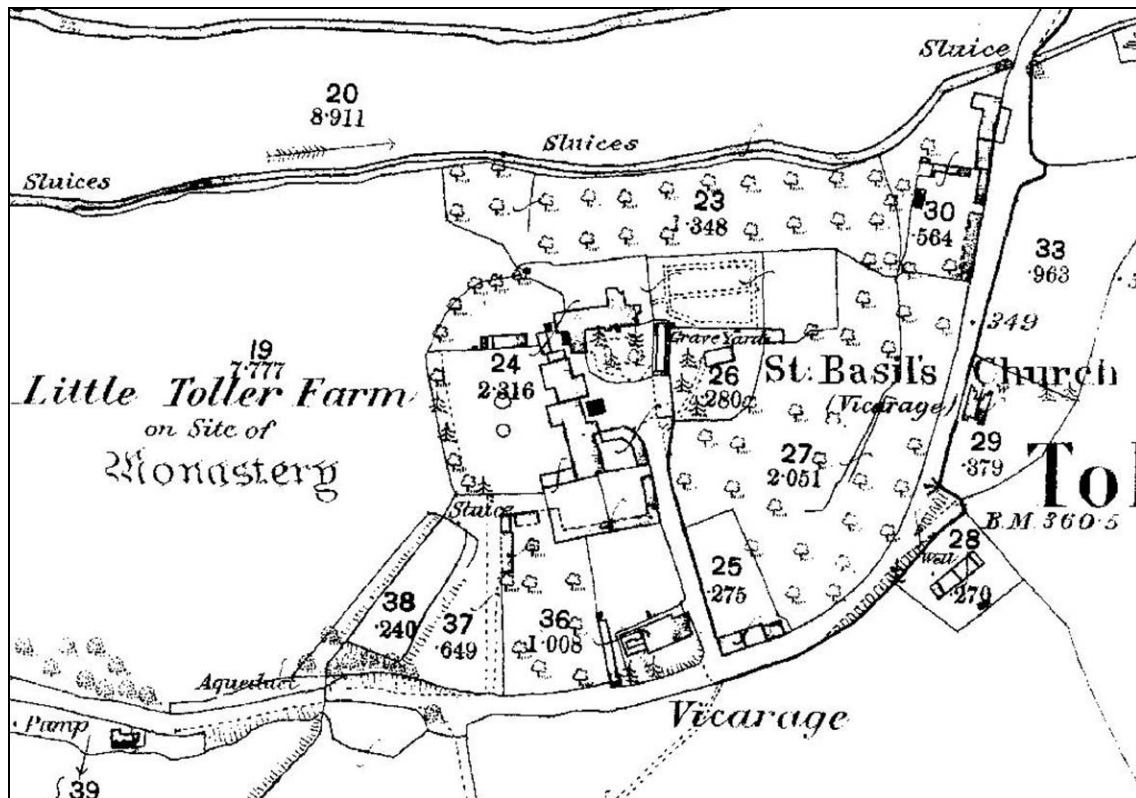 Sluice
20
8·911
Sluices
Sluices
23
1·348
30
·564
33
·963
·349
19
7·777
Little Toller Farm
on Site of
Monastery
24
2·316
Grave Yard
26
·280
St. Basil's Church
(Vicarage)
27
2·051
29
·379
Tol
B.M. 360·5
Sluice
28
Well
·270
25
·275
38
·240
37
·649
36
1·008
Aqueduct
Vicarage
Pump
39